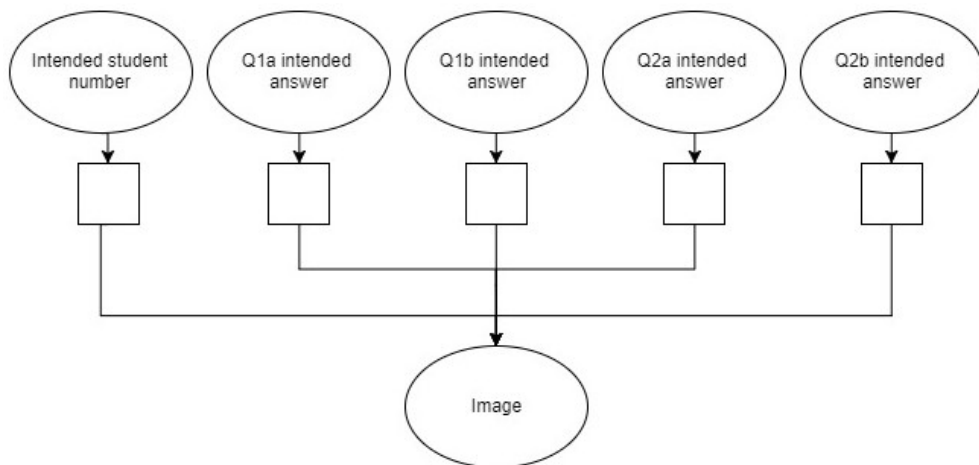 Intended student
number
Q1a intended
answer
Q1b intended
answer
Q2a intended
answer
Q2b intended
answer
Image